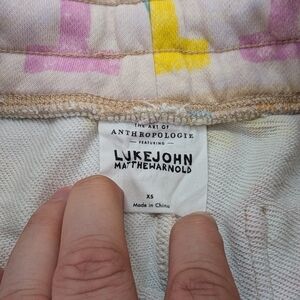 THE ART OF
ANTHROPOLOGIE
FEATURING
LUKEJOHN
MATTHEWARNOLD
XS
Made in China